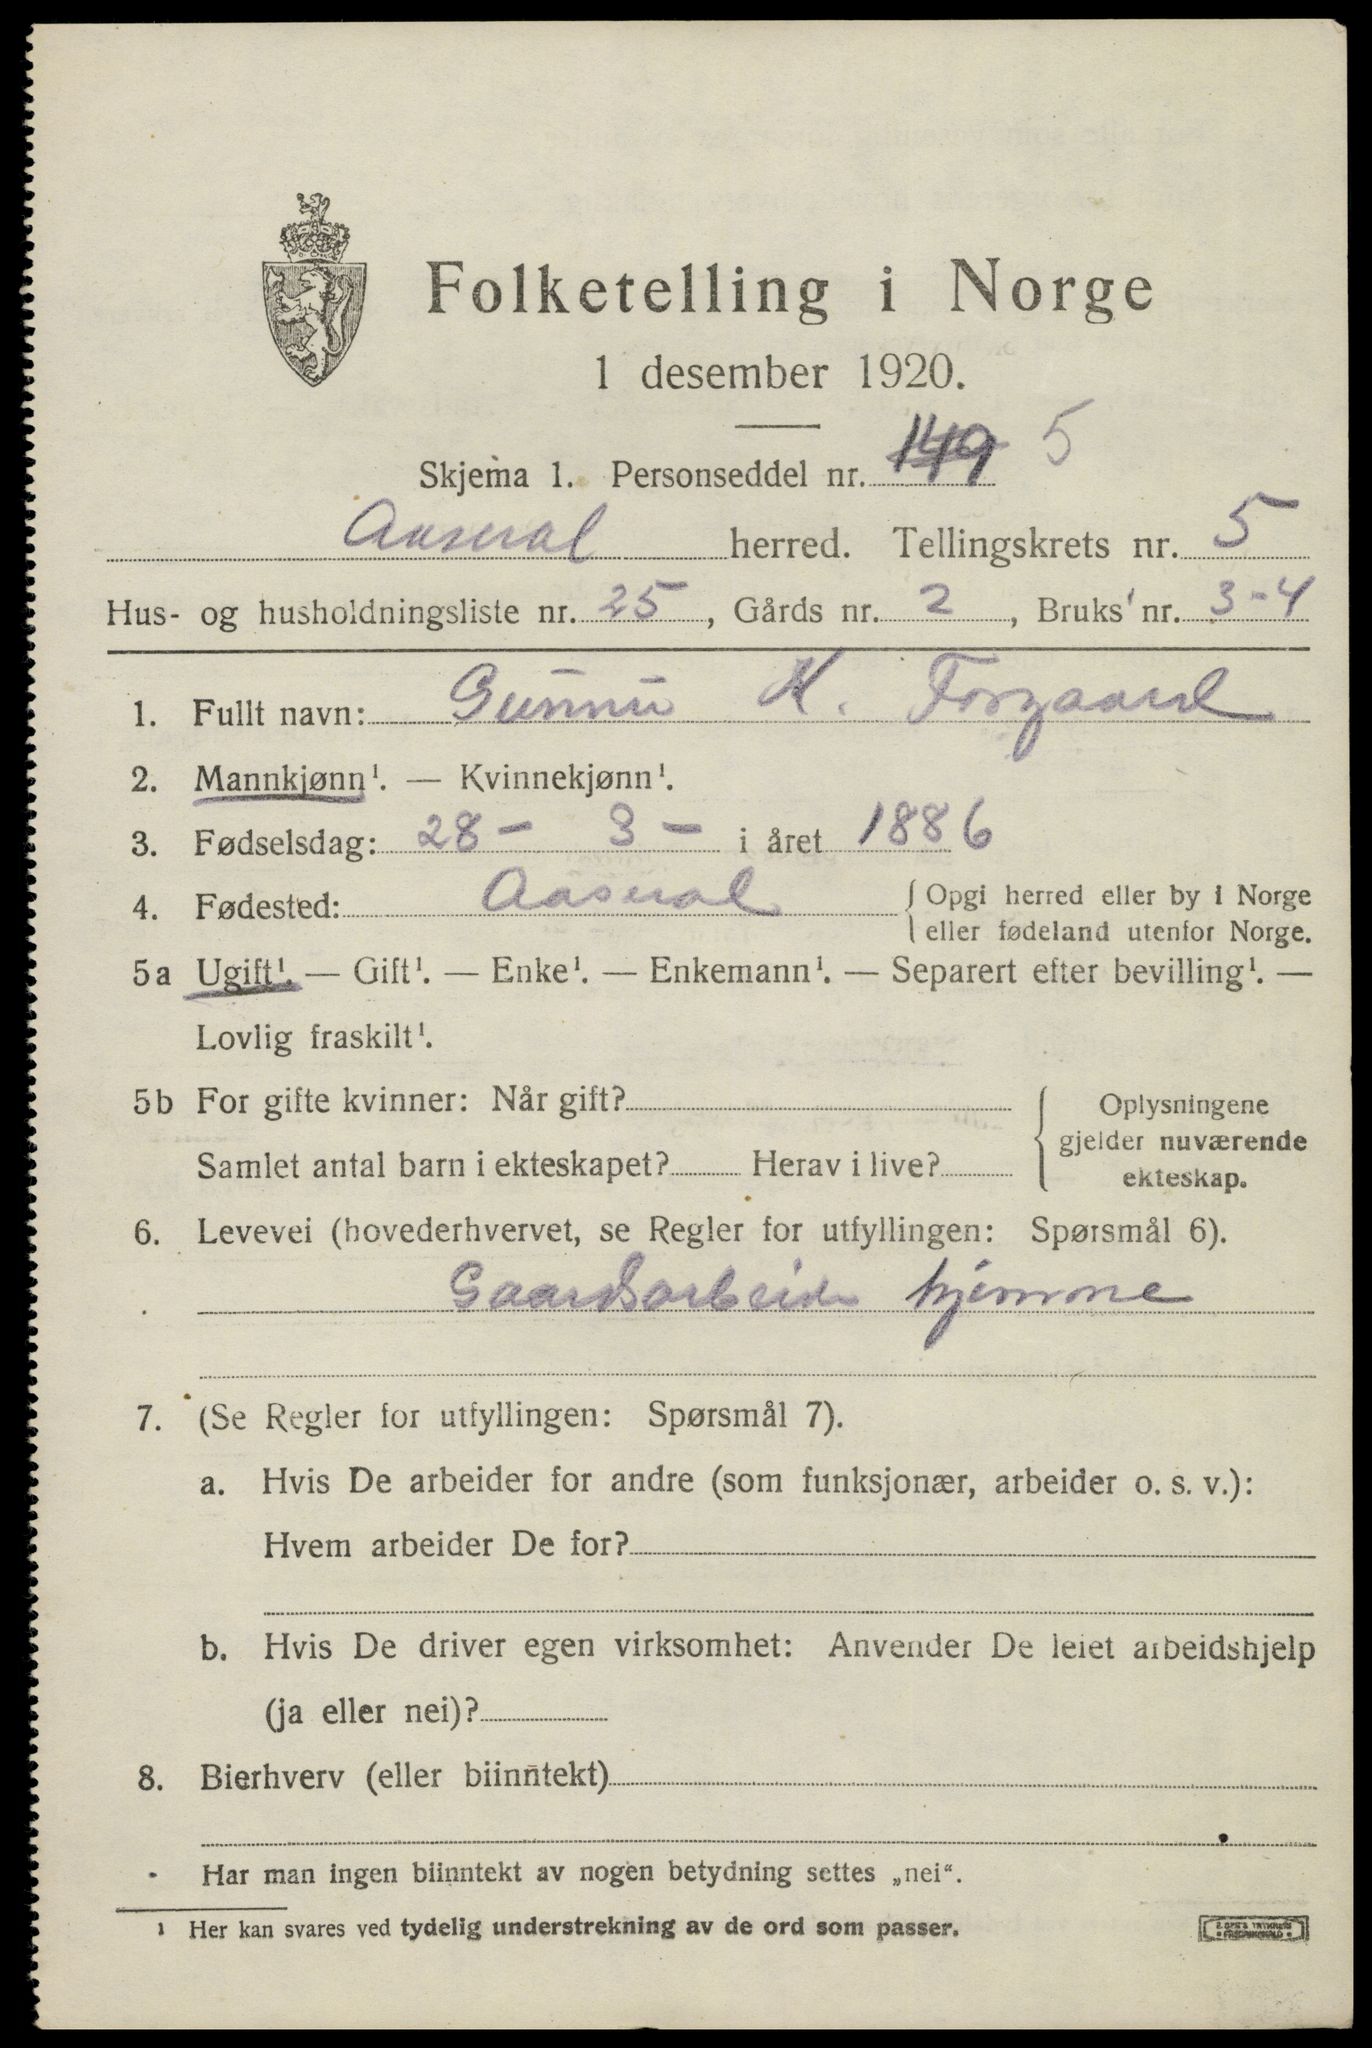 Folketelling i Norge
1 desember 1920.
Skjema 1. Personseddel nr. 149 5
Aaseral herred. Tellingskrets nr. 5
Hus- og husholdningsliste nr. 25, Gårds nr. 2, Bruks nr. 3-4
1. Fullt navn: K. Forgaard
2. Mannkjønn¹. — Kvinnekjønn¹.
3. Fødselsdag: 28 - 3 - i året 1886
4. Fødested: Aaseral { Opgi herred eller by i Norge
eller fødeland utenfor Norge.
5a Ugift¹. — Gift¹. — Enke¹. — Enkemann¹. — Separert efter bevilling¹. —
Lovlig fraskilt¹.
5b For gifte kvinner: Når gift?
Samlet antal barn i ekteskapet? Herav i live?
Oplysningene
gjelder nuværende
ekteskap.
6. Levevei (hovederhvervet, se Regler for utfyllingen: Spørsmål 6).
Gaardsarbeide hjemme
7. (Se Regler for utfyllingen: Spørsmål 7).
a. Hvis De arbeider for andre (som funksjonær, arbeider o. s. v.):
Hvem arbeider De for?
b. Hvis De driver egen virksomhet: Anvender De leiet arbeidshjelp
(ja eller nei)?
8. Bierhverv (eller biinntekt)
Har man ingen biinntekt av nogen betydning settes „nei“.
¹ Her kan svares ved tydelig understrekning av de ord som passer.